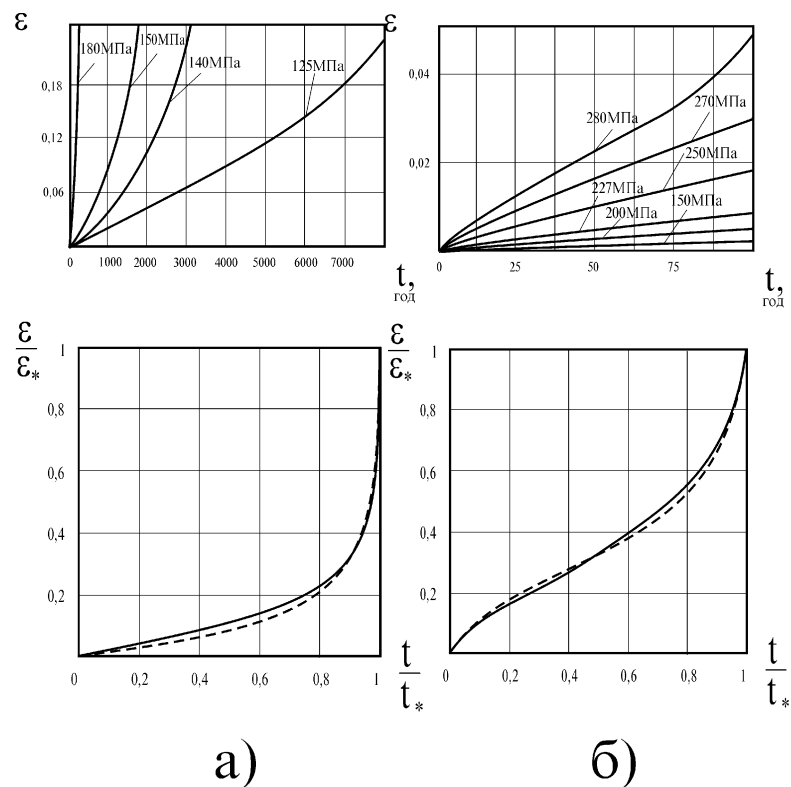 ε
180МПа
150МПа
140МПа
125МПа
0,18
0,12
0,06
0 1000 2000 3000 4000 5000 6000 7000
t,
год
ε
0,04
0,02
280МПа
270МПа
250МПа
227МПа
200МПа
150МПа
0 25 50 75
t,
год
ε
ε*
1
0,8
0,6
0,4
0,2
0 0,2 0,4 0,6 0,8 1
t
t*
ε
ε*
1
0,8
0,6
0,4
0,2
0 0,2 0,4 0,6 0,8 1
t
t*
а) б)